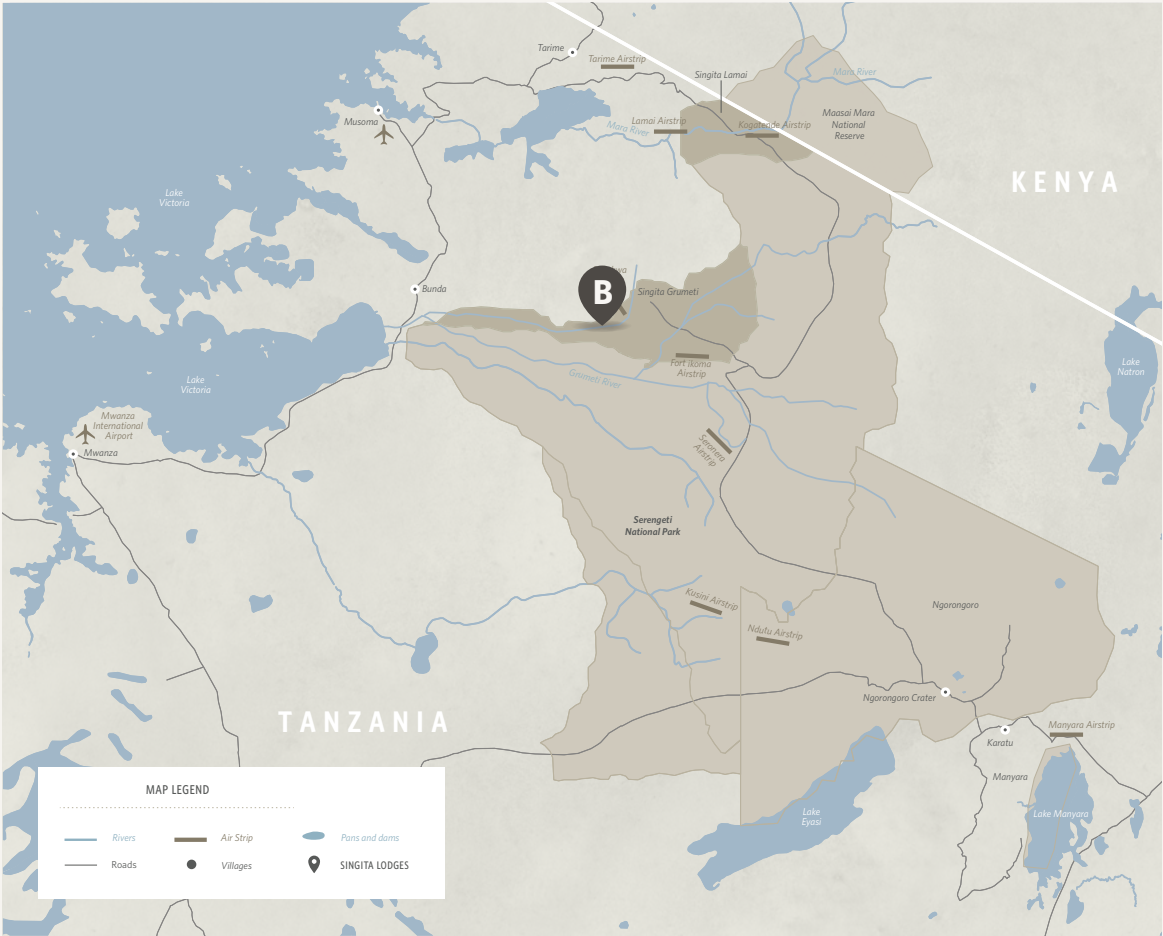 Tarime
Tarime Airstrip
Singita Lamai
Mara River
Musoma
Mara River
Lamai Airstrip
Kogatende Airstrip
Maasai Mara
National
Reserve
KENYA
Lake
Victoria
Bunda
B
Singita Grumeti
Fort Ikoma
Airstrip
Grumeti River
Lake
Natron
Lake
Victoria
Mwanza
International
Airport
Mwanza
Seronera
Airstrip
Serengeti
National Park
Kusini Airstrip
Ndutu Airstrip
Ngorongoro
Ngorongoro Crater
TANZANIA
Karatu
Manyara Airstrip
Manyara
Lake Manyara
Lake
Eyasi
MAP LEGEND
Rivers
Air Strip
Pans and dams
Roads
Villages
SINGITA LODGES